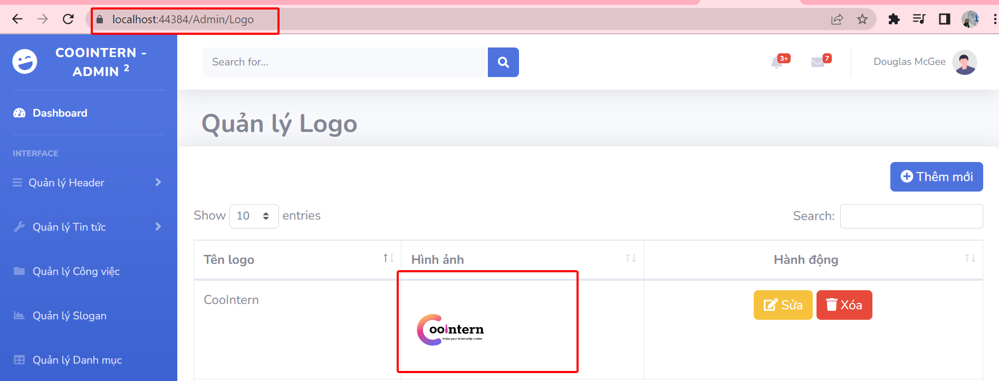 localhost:44384/Admin/Logo
COOINTERN -
ADMIN 2
Search for...
3+
7
Douglas McGee
Dashboard
Quản lý Logo
INTERFACE
Quản lý Header
Thêm mới
Quản lý Tin tức
Show 10 entries
Search:
Tên logo
Hình ảnh
Hành động
Quản lý Công việc
CooIntern
Sửa
Xóa
Coointern
Make your internship cooler
Quản lý Slogan
Quản lý Danh mục